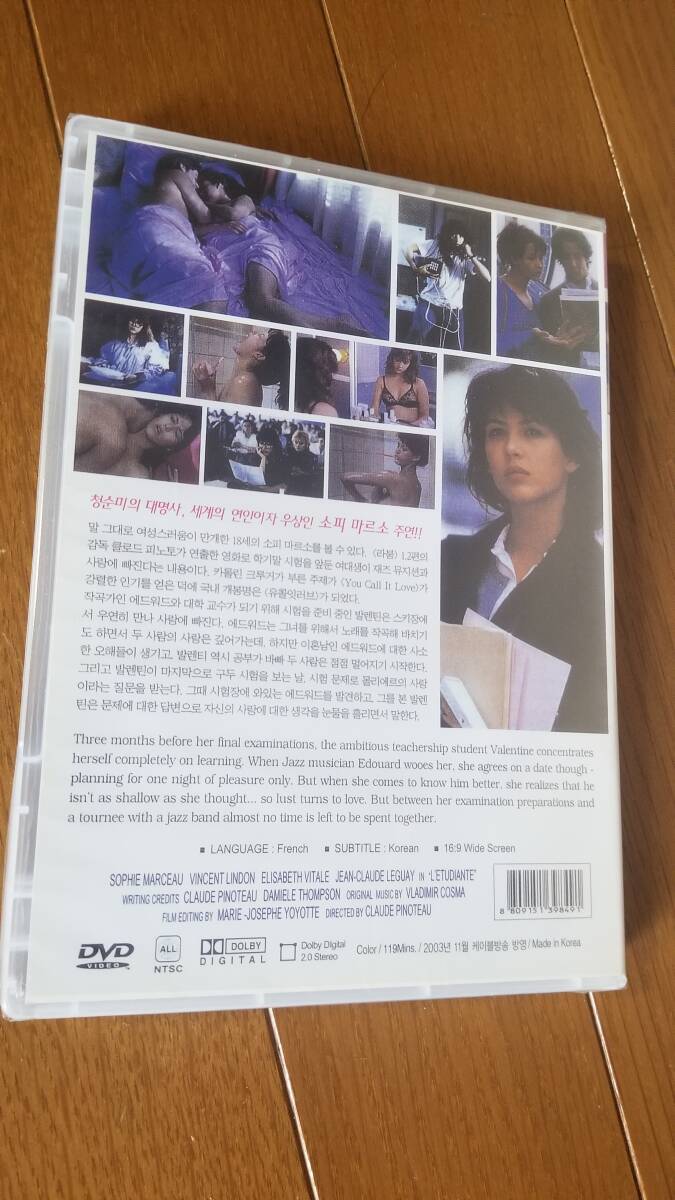 청순미의 대명사, 세계의 연인이자 우상인 소피 마르소 주연!!
말 그대로 여성스러움이 만개한 18세의 소피 마르소를 볼 수 있다. 〈라붐〉 1,2편의
감독 클로드 피노토가 연출한 영화로 학기말 시험을 앞둔 여대생이 재즈 뮤지션과
사랑에 빠진다는 내용이다. 카롤린 크루거가 부른 주제가 〈You Call It Love〉가
강렬한 인기를 얻은 덕에 국내 개봉명은 〈유콜잇러브〉가 되었다.
작곡가인 에드워드와 대학 교수가 되기 위해 시험을 준비 중인 발렌틴은 스키장에
서 우연히 만나 사랑에 빠진다. 에드워드는 그녀를 위해서 노래를 작곡해 바치기
도 하면서 두 사람의 사랑은 깊어가는데, 하지만 이혼남인 에드워드에 대한 사소
한 오해들이 생기고, 발렌티 역시 공부가 바빠 두 사람은 점점 멀어지기 시작한다.
그리고 발렌틴이 마지막으로 구두 시험을 보는 날, 시험 문제로 몰리에르의 사랑
이라는 질문을 받는다. 그때 시험장에 와있는 에드워드를 발견하고, 그를 본 발렌
틴은 문제에 대한 답변으로 자신의 사랑에 대한 생각을 눈물을 흘리면서 말한다.
Three months before her final examinations, the ambitious teachership student Valentine concentrates
herself completely on learning. When Jazz musician Edouard wooes her, she agrees on a date though -
planning for one night of pleasure only. But when she comes to know him better, she realizes that he
isn't as shallow as she thought... so lust turns to love. But between her examination preparations and
a tournee with a jazz band almost no time is left to be spent together.
■ LANGUAGE : French ■ SUBTITLE : Korean ■ 16:9 Wide Screen
SOPHIE MARCEAU VINCENT LINDON ELISABETH VITALE JEAN-CLAUDE LEGUAY IN "L'ETUDIANTE"
WRITING CREDITS CLAUDE PINOTEAU DAMIELE THOMPSON ORIGINAL MUSIC BY VLADIMIR COSMA
FILM EDITING BY MARIE-JOSEPHE YOYOTTE DIRECTED BY CLAUDE PINOTEAU
8 809151 398491
DVD VIDEO
ALL NTSC
DOLBY DIGITAL
Dolby Digital 2.0 Stereo
Color / 119Mins. / 2003년 11월 케이블방송 방영 / Made in Korea